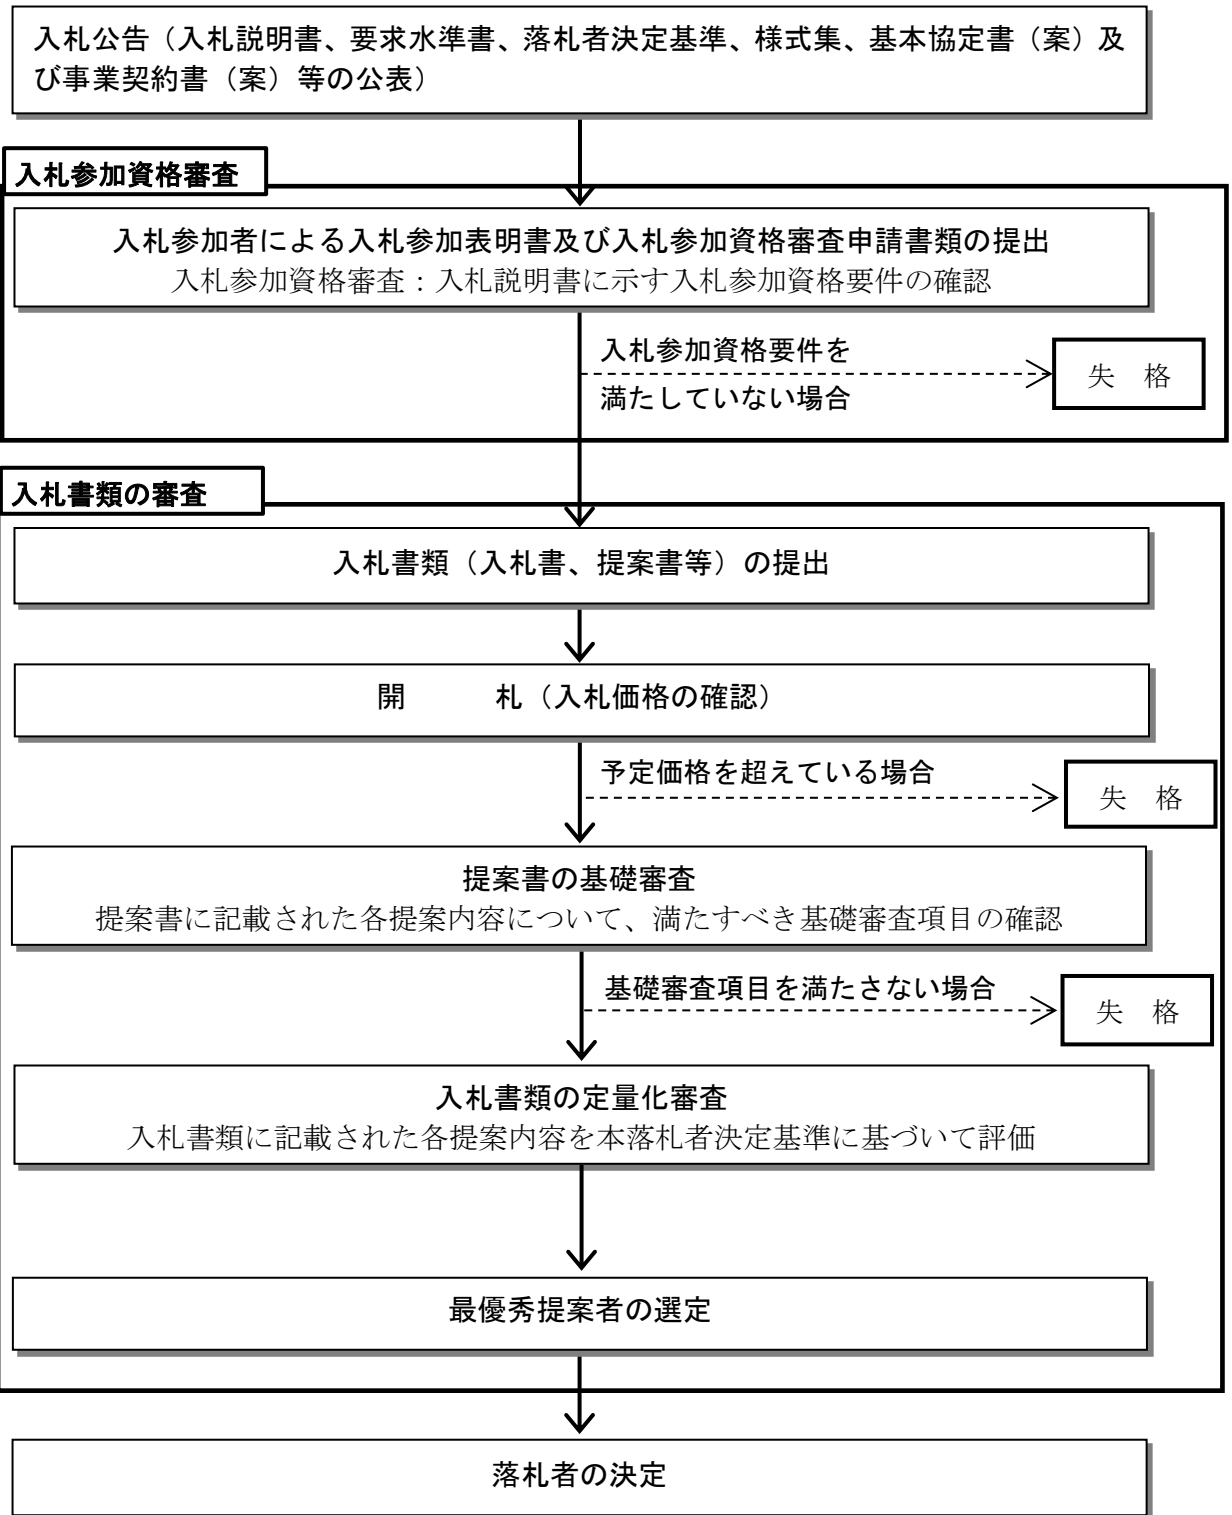 入札公告（入札説明書、要求水準書、落札者決定基準、様式集、基本協定書（案）及
び事業契約書（案）等の公表）
入札参加資格審査
入札参加者による入札参加表明書及び入札参加資格審査申請書類の提出
入札参加資格審査：入札説明書に示す入札参加資格要件の確認
入札参加資格要件を
満たしていない場合
失　格
入札書類の審査
入札書類（入札書、提案書等）の提出
開　　　札（入札価格の確認）
予定価格を超えている場合
失　格
提案書の基礎審査
提案書に記載された各提案内容について、満たすべき基礎審査項目の確認
基礎審査項目を満たさない場合
失　格
入札書類の定量化審査
入札書類に記載された各提案内容を本落札者決定基準に基づいて評価
最優秀提案者の選定
落札者の決定